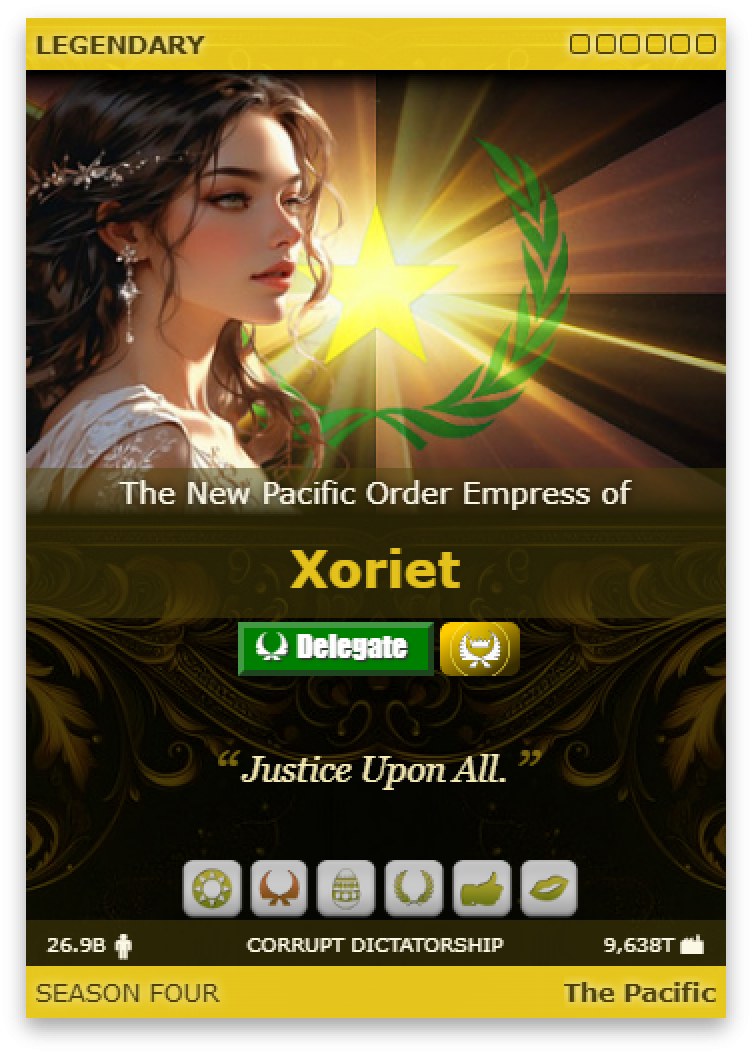 LEGENDARY
The New Pacific Order Empress of
Xoriet
Delegate
“Justice Upon All.”
26.9B CORRUPT DICTATORSHIP 9,638T
SEASON FOUR The Pacific